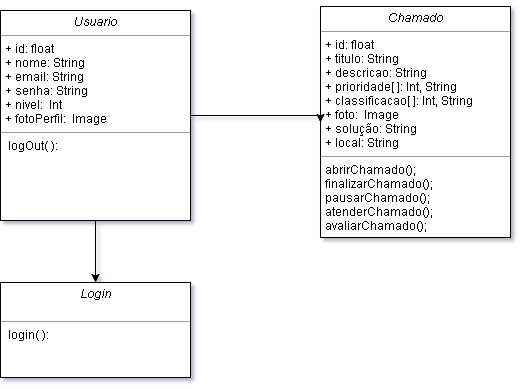 Usuario
+ id: float
+ nome: String
+ email: String
+ senha: String
+ nivel:  Int
+ fotoPerfil:  Image
logOut():
Chamado
+ id: float
+ titulo: String
+ descricao: String
+ prioridade[]: Int, String
+ classificacao[]: Int, String
+ foto:  Image
+ solução: String
+ local: String
abrirChamado();
finalizarChamado();
pausarChamado();
atenderChamado();
avaliarChamado();
Login
login():